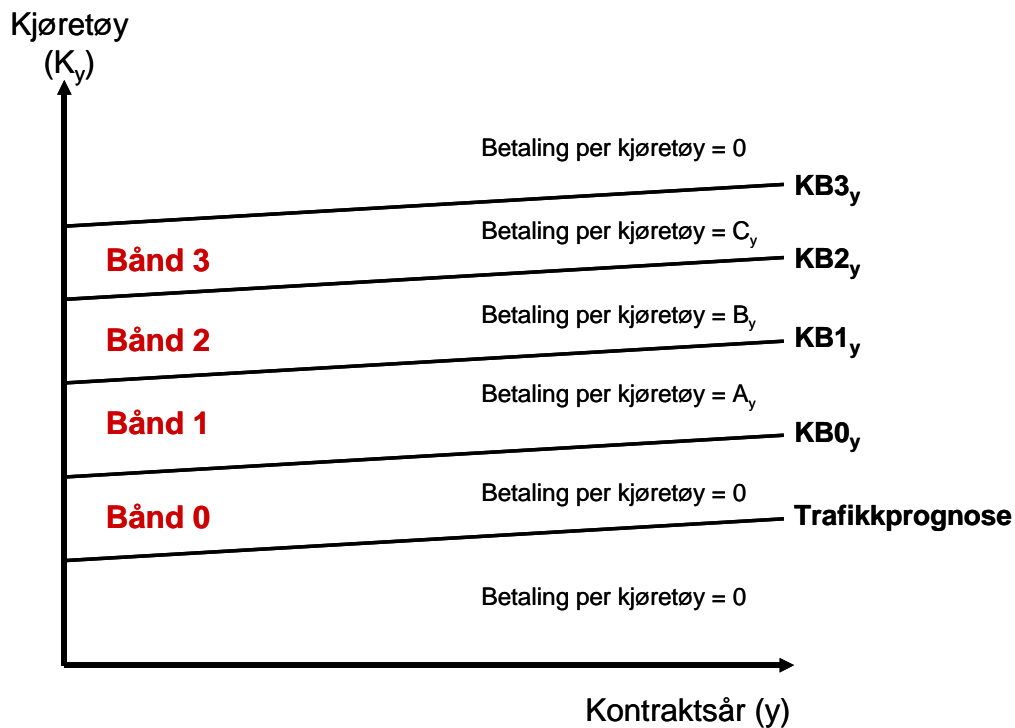 Kjøretøy
(Ky)
Betaling per kjøretøy = 0
KB3y
Betaling per kjøretøy = Cy
Bånd 3
KB2y
Betaling per kjøretøy = By
Bånd 2
KB1y
Betaling per kjøretøy = Ay
Bånd 1
KB0y
Betaling per kjøretøy = 0
Bånd 0
Trafikkprognose
Betaling per kjøretøy = 0
Kontraktsår (y)